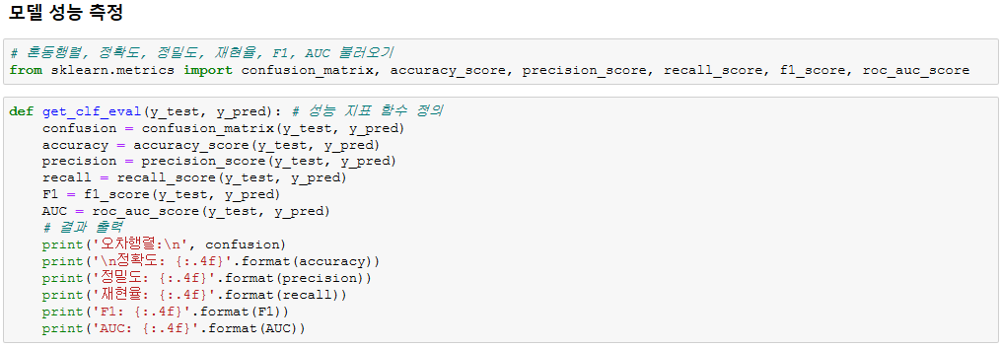 모델 성능 측정
# 혼동행렬, 정확도, 정밀도, 재현율, F1, AUC 불러오기
from sklearn.metrics import confusion_matrix, accuracy_score, precision_score, recall_score, f1_score, roc_auc_score
def get_clf_eval(y_test, y_pred): # 성능 지표 함수 정의
    confusion = confusion_matrix(y_test, y_pred)
    accuracy = accuracy_score(y_test, y_pred)
    precision = precision_score(y_test, y_pred)
    recall = recall_score(y_test, y_pred)
    F1 = f1_score(y_test, y_pred)
    AUC = roc_auc_score(y_test, y_pred)
    # 결과 출력
    print('오차행렬:\n', confusion)
    print('\n정확도: {:.4f}'.format(accuracy))
    print('정밀도: {:.4f}'.format(precision))
    print('재현율: {:.4f}'.format(recall))
    print('F1: {:.4f}'.format(F1))
    print('AUC: {:.4f}'.format(AUC))